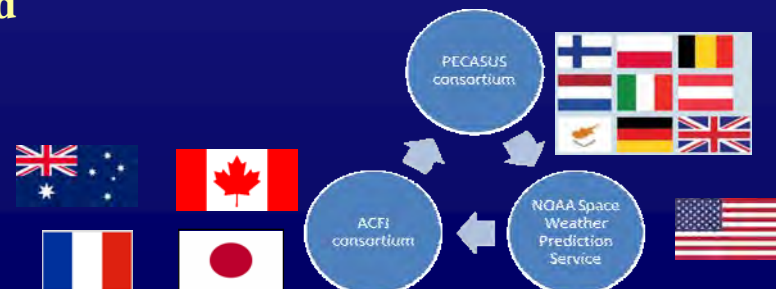 d
PECASUS
consortium
ACFJ
consortium
NOAA Space
Weather
Prediction
Service